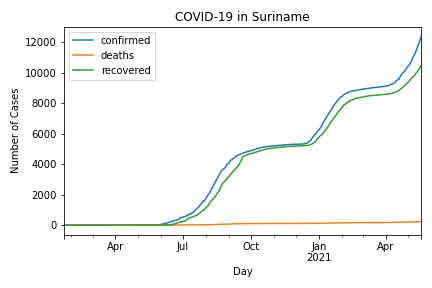 COVID-19 in Suriname
confirmed
deaths
recovered
Number of Cases
12000
10000
8000
6000
4000
2000
0
Apr
Jul
Oct
Jan
2021
Apr
Day